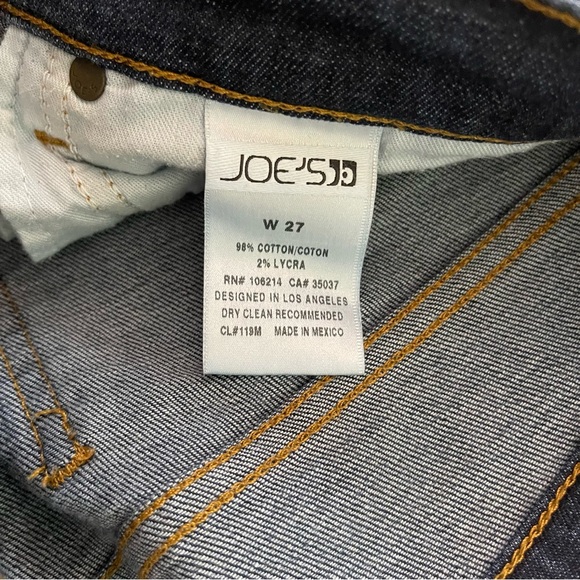 JOE'S
W 27
98% COTTON/COTON
2% LYCRA
RN# 106214 CA# 35037
DESIGNED IN LOS ANGELES
DRY CLEAN RECOMMENDED
CL#119M MADE IN MEXICO